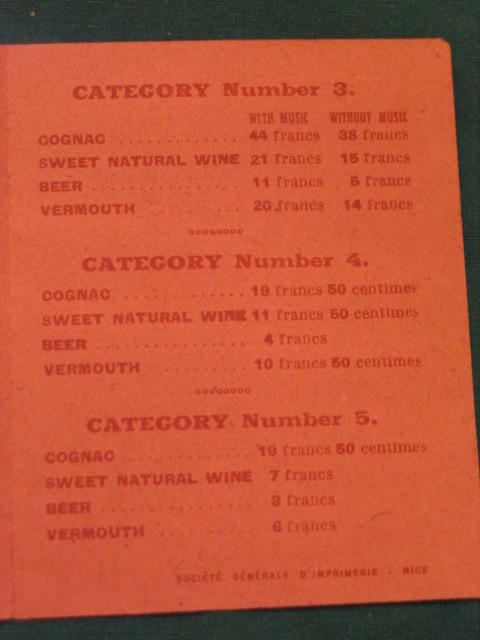 CATEGORY Number 3.
WITH MUSIC WITHOUT MUSIC
COGNAC .............. 44 francs 38 francs
SWEET NATURAL WINE 21 francs 15 francs
BEER ................ 11 francs 5 francs
VERMOUTH .......... 20 francs 14 francs
CATEGORY Number 4.
COGNAC .............. 19 francs 50 centimes
SWEET NATURAL WINE 11 francs 50 centimes
BEER ................ 4 francs
VERMOUTH .......... 10 francs 50 centimes
CATEGORY Number 5.
COGNAC .............. 19 francs 50 centimes
SWEET NATURAL WINE 7 francs
BEER ................ 3 francs
VERMOUTH .......... 6 francs
SOCIÉTÉ GÉNÉRALE D'IMPRIMERIE - NICE